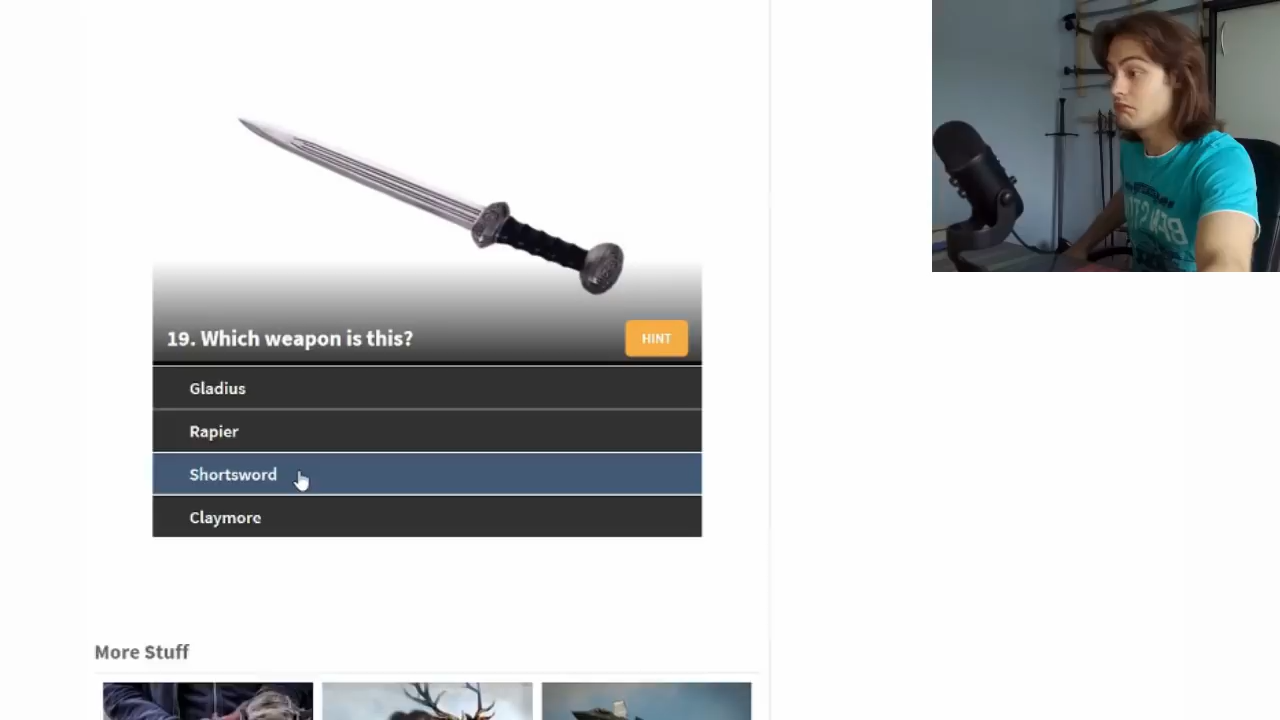 19. Which weapon is this?
HINT
Gladius
Rapier
Shortsword
Claymore
More Stuff